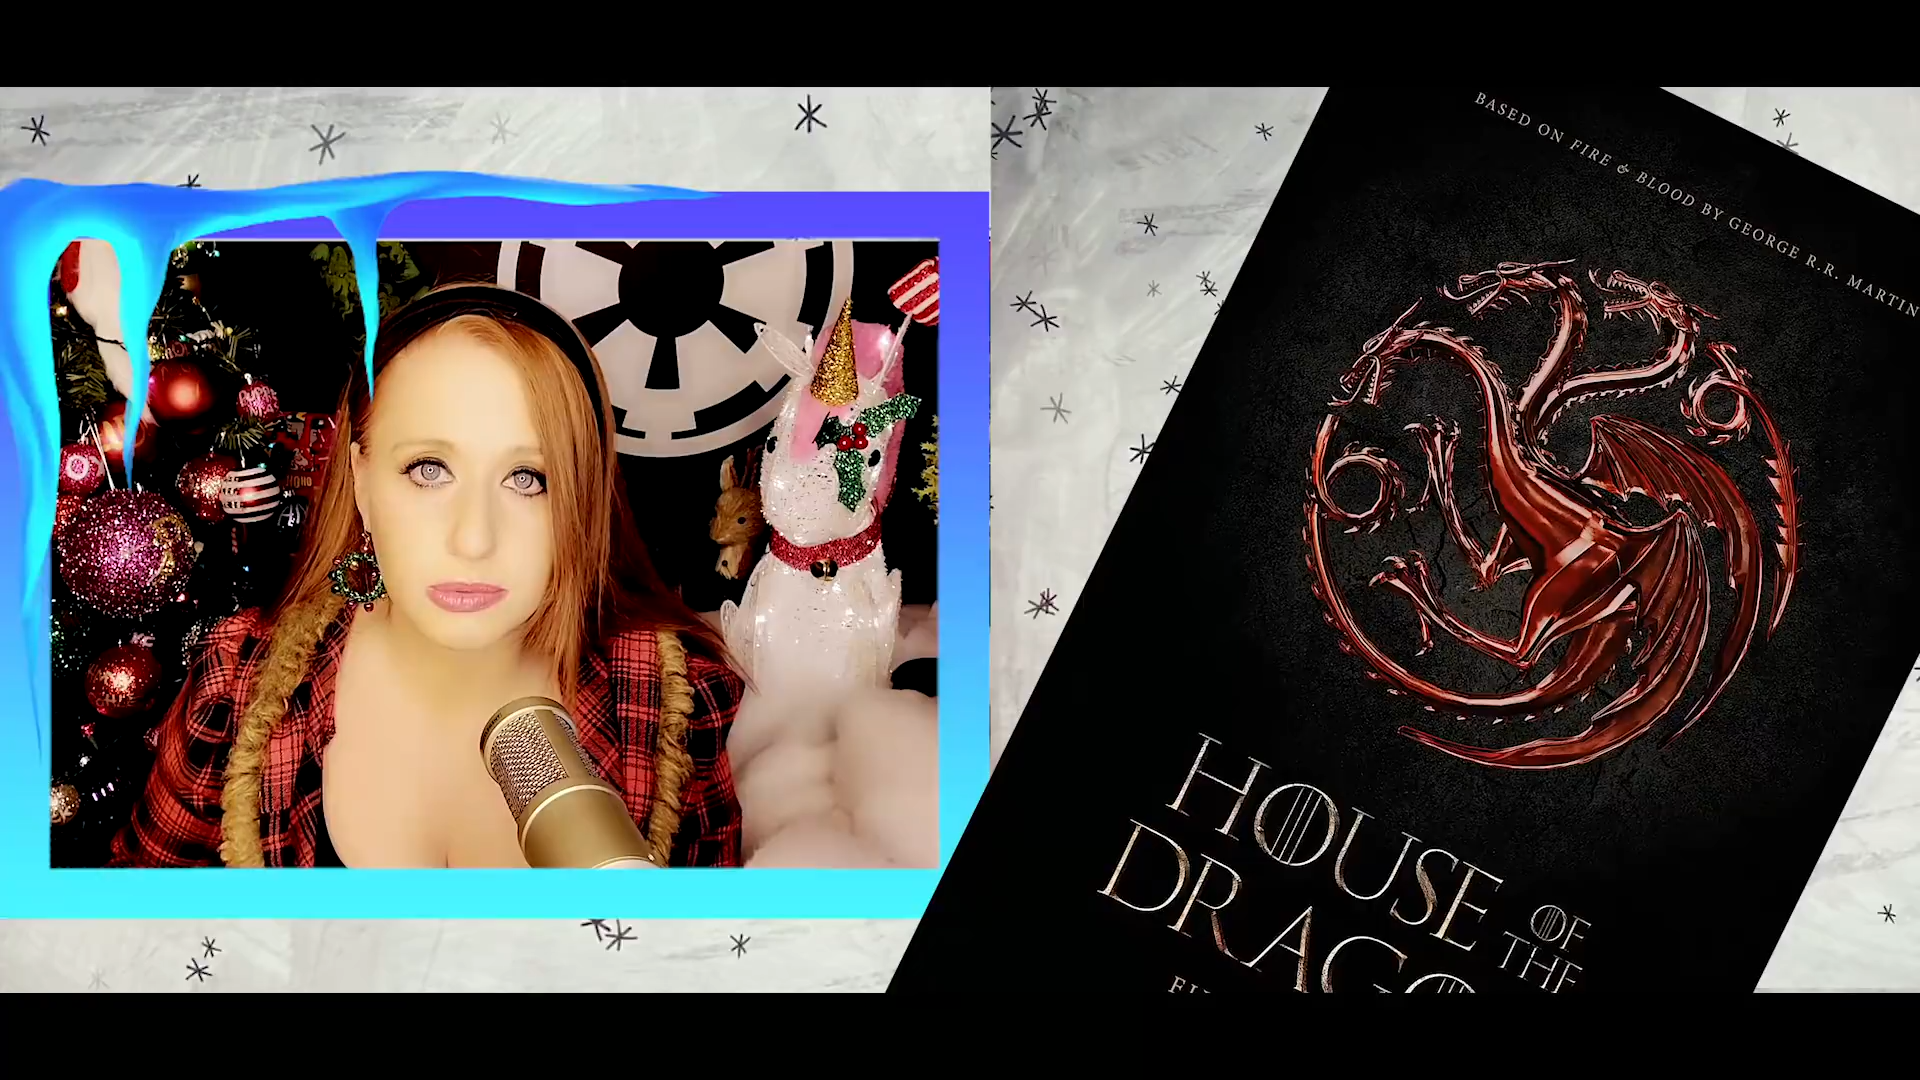 BASED ON FIRE & BLOOD BY GEORGE R.R. MARTIN
HOUSE
OF
THE